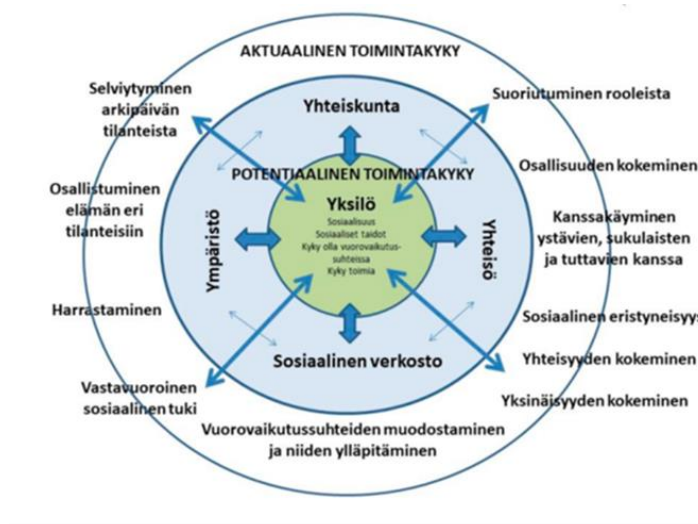 AKTUAALINEN TOIMINTAKYKY
Selviytyminen
arkipäivän
tilanteista
Yhteiskunta
Suoriutuminen rooleista
POTENTIAALINEN TOIMINTAKYKY
Osallisuuden kokeminen
Osallistuminen
elämän eri
tilanteisiin
Ympäristö
Yksilö
Sosiaalisuus
Sosiaaliset taidot
Kyky olla vuorovaikutus-
suhteissa
Kyky toimia
Yhteisö
Kanssakäyminen
ystävien, sukulaisten
ja tuttavien kanssa
Harrastaminen
Sosiaalinen eristyneisyys
Yhteisyyden kokeminen
Sosiaalinen verkosto
Vastavuoroinen
sosiaalinen tuki
Yksinäisyyden kokeminen
Vuorovaikutussuhteiden muodostaminen
ja niiden ylläpitäminen